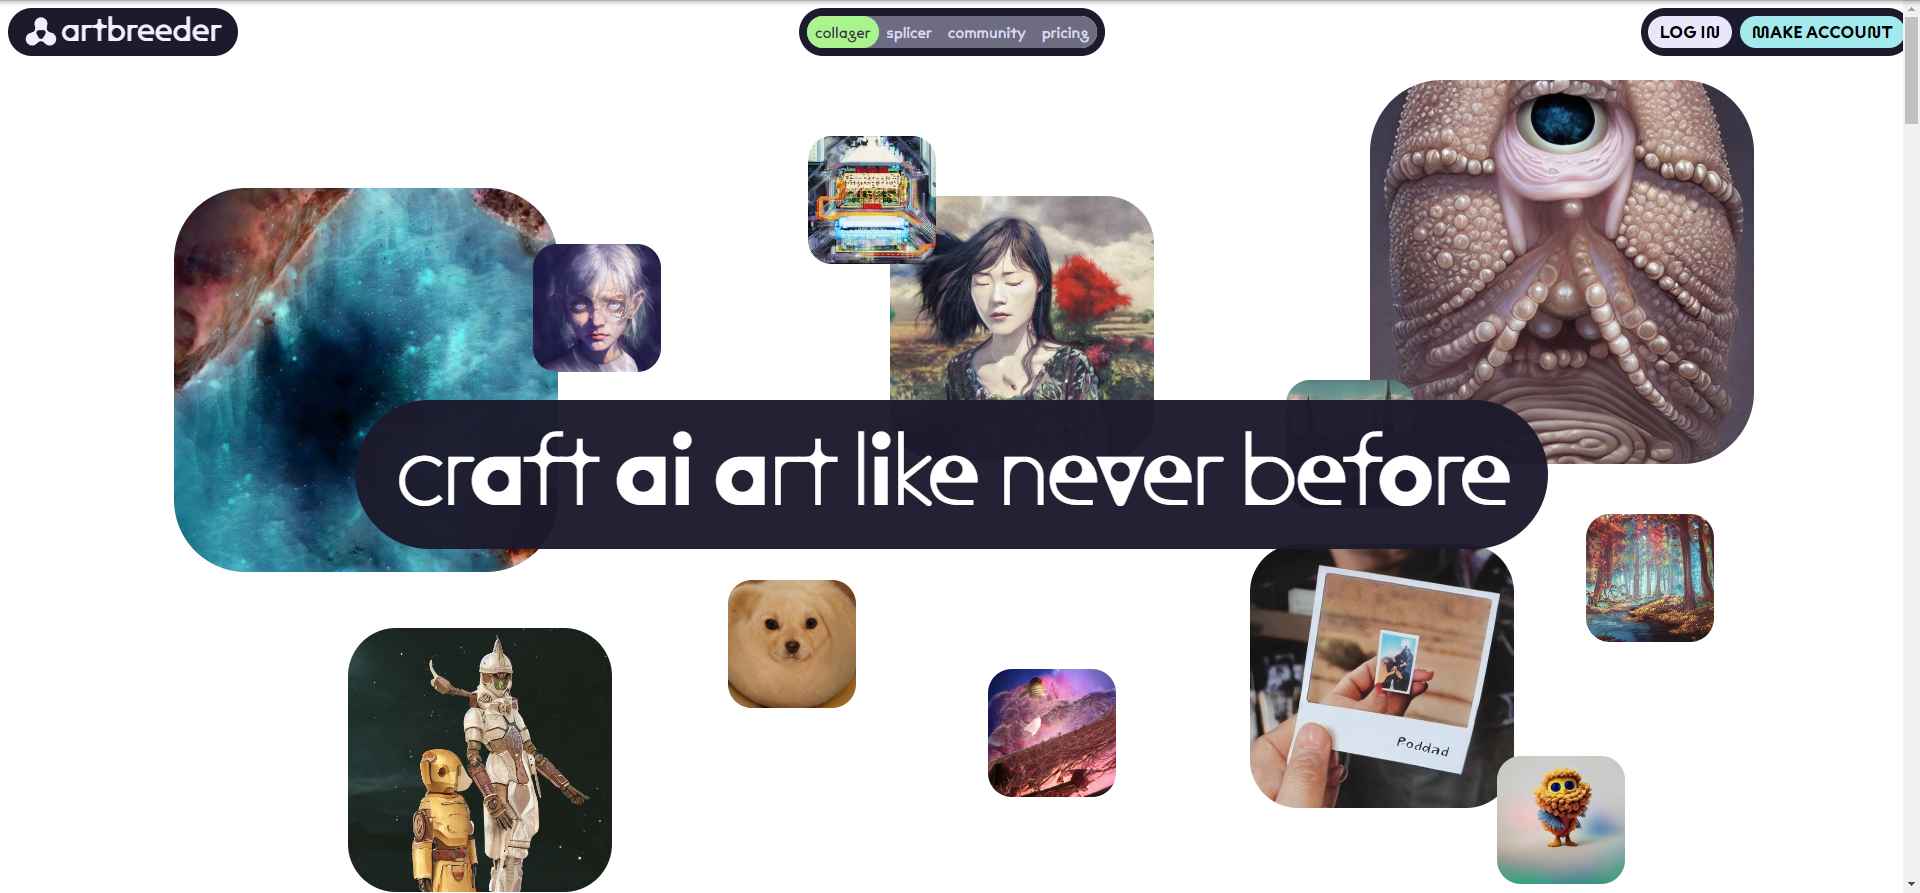 artbreeder
collager splicer community pricing
LOG IN MAKE ACCOUNT
craft ai art like never before
Poddad